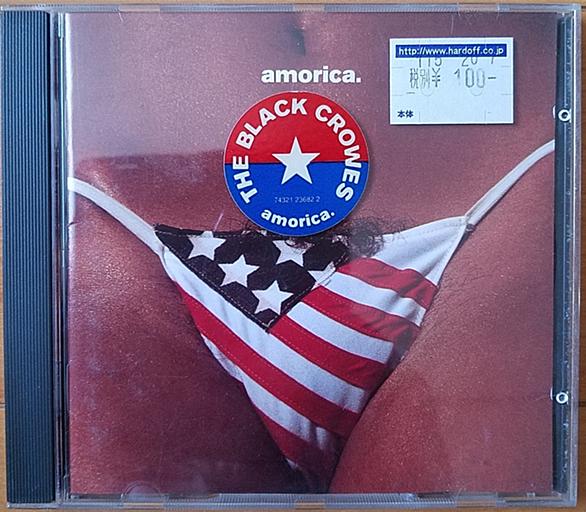 http://www.hardoff.co.jp
税別¥ 100-
本体
amorica.
THE BLACK CROWES
74321 23682 2
amorica.